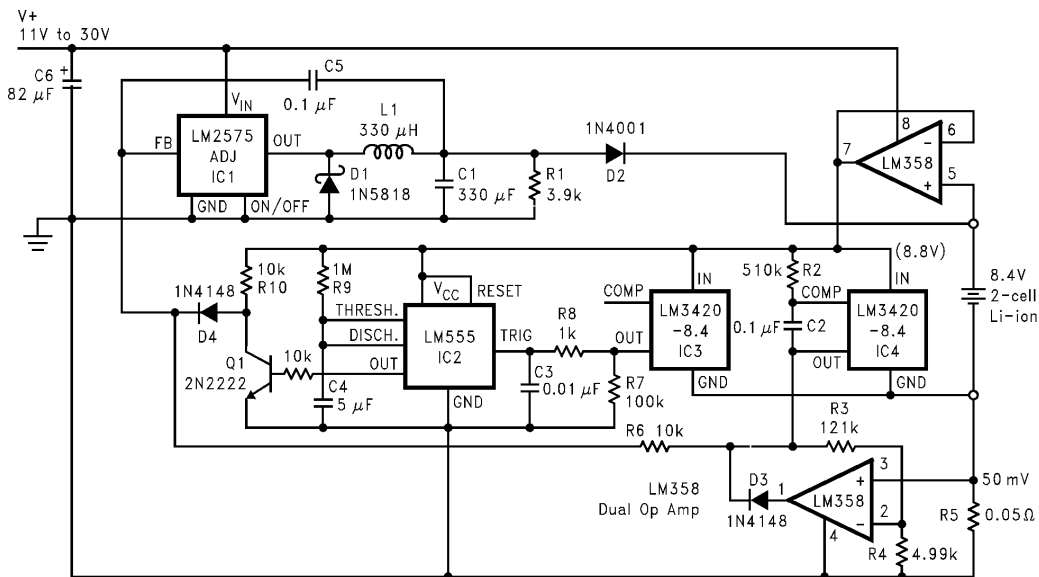 V+
11V to 30V
C6 +
82 μF
C5
0.1 μF
VIN
FB
LM2575
ADJ
IC1
OUT
GND
ON/OFF
L1
330 μH
D1
1N5818
C1
330 μF
R1
3.9k
1N4001
D2
7
8
6
5
−
+
LM358
(8.8V)
8.4V
2-cell
Li-ion
10k
R10
1N4148
D4
Q1
2N2222
10k
1M
R9
THRESH.
DISCH.
OUT
VCC
RESET
LM555
IC2
TRIG
GND
C4
5 μF
R8
1k
C3
0.01 μF
R7
100k
COMP
OUT
IN
LM3420
-8.4
IC3
GND
510k
R2
0.1 μF
C2
COMP
OUT
IN
LM3420
-8.4
IC4
GND
R6 10k
R3
121k
LM358
Dual Op Amp
D3
1N4148
1
3
2
4
+
−
LM358
50 mV
R5
0.05Ω
R4
4.99k